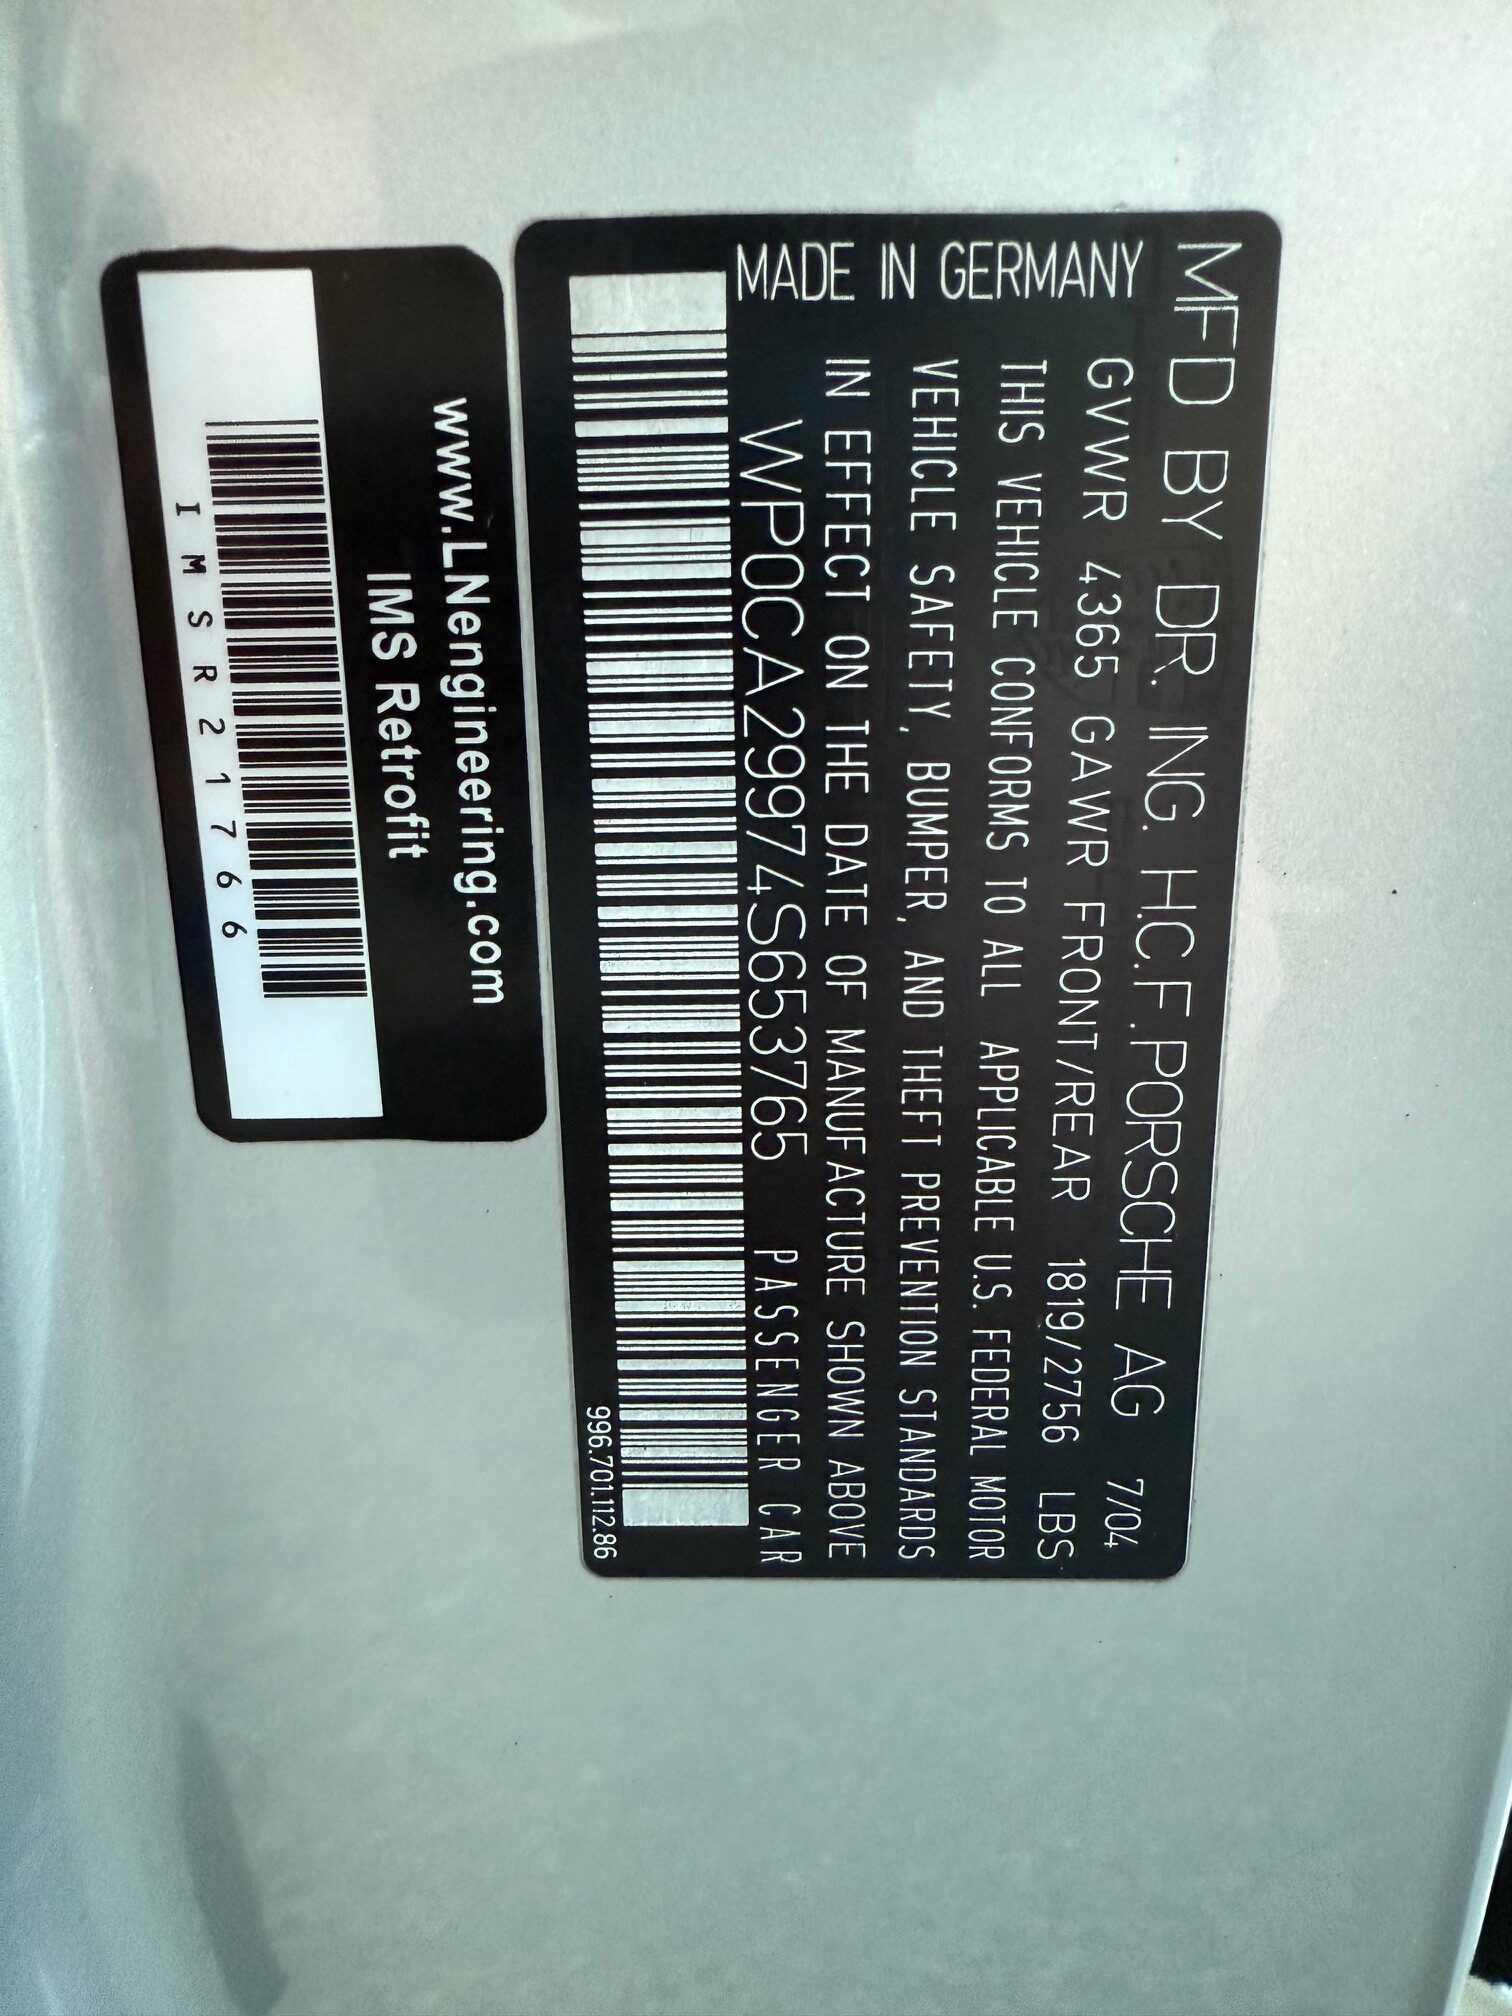 MFD BY DR. ING. H.C.F. PORSCHE AG 7/04
GVWR 4365 GAWR FRONT/REAR 1819/2756 LBS
THIS VEHICLE CONFORMS TO ALL APPLICABLE U.S. FEDERAL MOTOR
VEHICLE SAFETY, BUMPER, AND THEFT PREVENTION STANDARDS
IN EFFECT ON THE DATE OF MANUFACTURE SHOWN ABOVE
MADE IN GERMANY WP0CA29974S653765 PASSENGER CAR
996.701.112.86
www.LNengineering.com
IMS Retrofit
IMSR21766